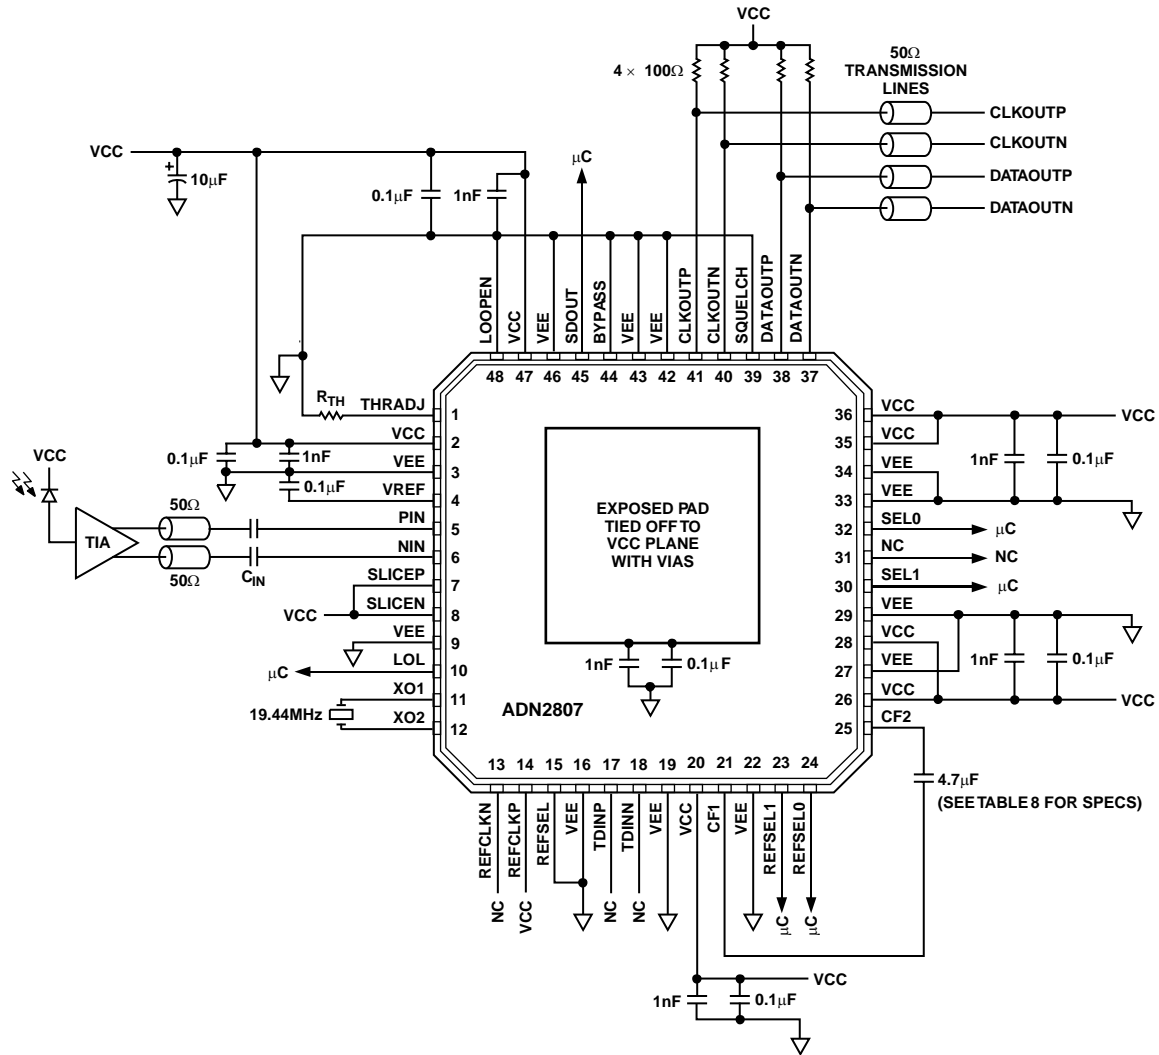 VCC
4 × 100Ω
50Ω
TRANSMISSION
LINES
CLKOUTP
CLKOUTN
DATAOUTP
DATAOUTN
VCC
10μF
0.1μF
1nF
μC
LOOPEN
VCC
VEE
SDOUT
BYPASS
VEE
VEE
CLKOUTP
CLKOUTN
SQUELCH
DATAOUTP
DATAOUTN
48 47 46 45 44 43 42 41 40 39 38 37
RTH
THRADJ 1
VCC 2
VEE 3
VREF 4
PIN 5
NIN 6
SLICEP 7
SLICEN 8
VEE 9
LOL 10
XO1 11
XO2 12
0.1μF
1nF
0.1μF
VCC
TIA
50Ω
50Ω
CIN
VCC
μC
19.44MHz
EXPOSED PAD
TIED OFF TO
VCC PLANE
WITH VIAS
1nF
0.1μF
ADN2807
36 VCC
35 VCC
34 VEE
33 VEE
32 SEL0
31 NC
30 SEL1
29 VEE
28 VCC
27 VEE
26 VCC
25 CF2
VCC
1nF
0.1μF
μC
NC
μC
1nF
0.1μF
VCC
4.7μF
(SEE TABLE 8 FOR SPECS)
13 14 15 16 17 18 19 20 21 22 23 24
REFCLKN
REFCLKP
REFSEL
VEE
TDINP
TDINN
VEE
VCC
CF1
VEE
REFSEL1
REFSEL0
NC
VCC
NC
NC
μC
μC
VCC
1nF
0.1μF